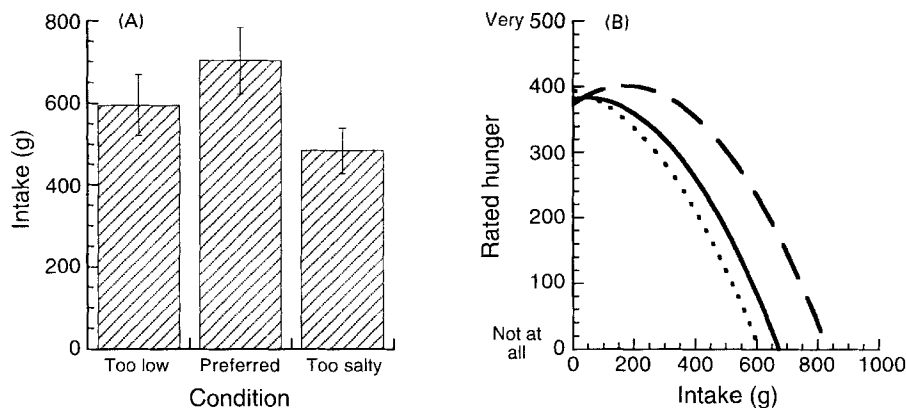 (A)
800
600
400
200
0
Intake (g)
Too low Preferred Too salty
Condition
(B)
Very 500
400
300
200
100
Not at all 0
Rated hunger
0 200 400 600 800 1000
Intake (g)